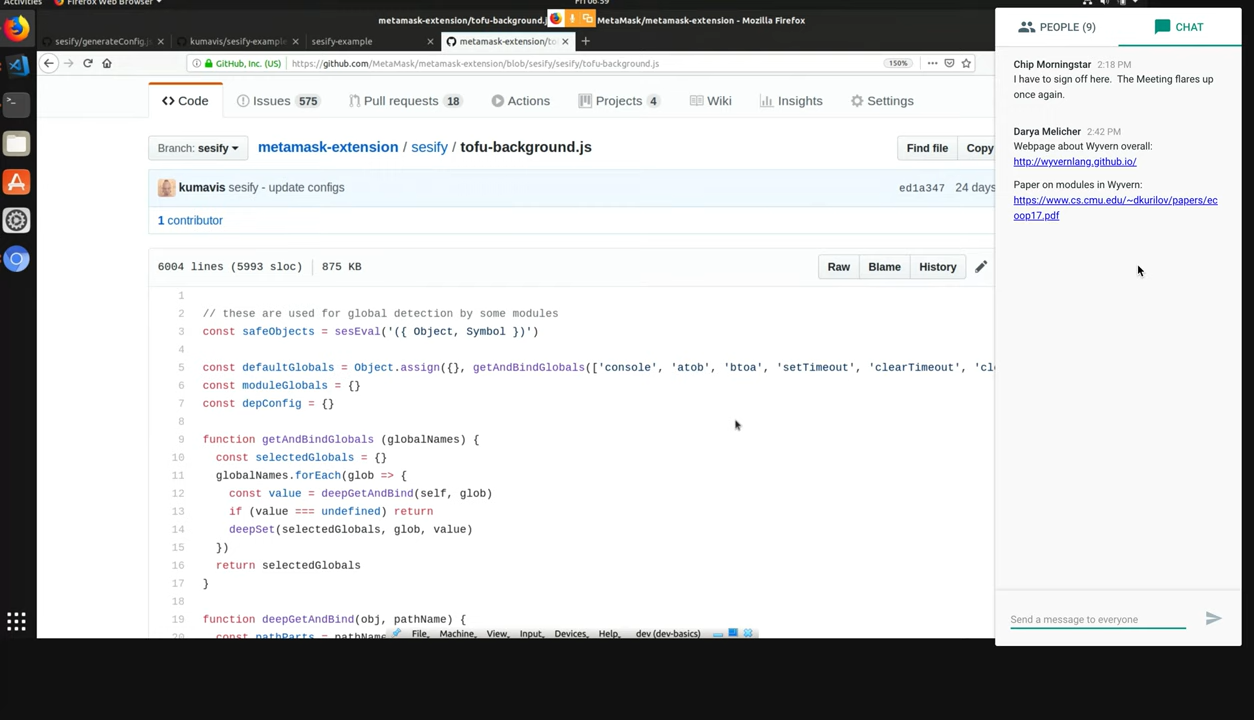 Activities Firefox Web Browser Fri 06:59
metamask-extension/tofu-background.j MetaMask/metamask-extension - Mozilla Firefox
sesify/generateConfig.j × kumavis/sesify-example × sesify-example × metamask-extension/to × +
GitHub, Inc. (US) https://github.com/MetaMask/metamask-extension/blob/sesify/sesify/tofu-background.js 150%
Code Issues 575 Pull requests 18 Actions Projects 4 Wiki Insights Settings
Branch: sesify metamask-extension / sesify / tofu-background.js Find file Copy
kumavis sesify - update configs ed1a347 24 days
1 contributor
6004 lines (5993 sloc) 875 KB Raw Blame History
1
2 // these are used for global detection by some modules
3 const safeObjects = sesEval('({ Object, Symbol })')
4
5 const defaultGlobals = Object.assign({}, getAndBindGlobals(['console', 'atob', 'btoa', 'setTimeout', 'clearTimeout', 'cl
6 const moduleGlobals = {}
7 const depConfig = {}
8
9 function getAndBindGlobals (globalNames) {
10 const selectedGlobals = {}
11 globalNames.forEach(glob => {
12 const value = deepGetAndBind(self, glob)
13 if (value === undefined) return
14 deepSet(selectedGlobals, glob, value)
15 })
16 return selectedGlobals
17 }
18
19 function deepGetAndBind(obj, pathName) {
20 const pathParts = pathName
File Machine View Input Devices Help dev (dev-basics)
PEOPLE (9) CHAT
Chip Morningstar 2:18 PM
I have to sign off here. The Meeting flares up
once again.
Darya Melicher 2:42 PM
Webpage about Wyvern overall:
http://wyvernlang.github.io/
Paper on modules in Wyvern:
https://www.cs.cmu.edu/~dkurilov/papers/ec
oop17.pdf
Send a message to everyone